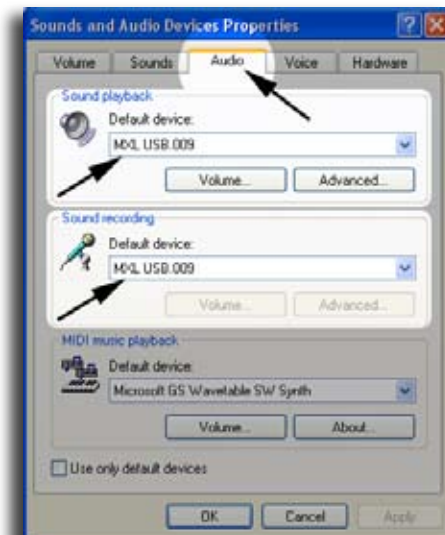 Sounds and Audio Devices Properties
Volume Sounds Audio Voice Hardware
Sound playback
Default device:
MXL USB.009
Volume... Advanced...
Sound recording
Default device:
MXL USB.009
Volume... Advanced...
MIDI music playback
Default device:
Microsoft GS Wavetable SW Synth
Volume... About...
Use only default devices
OK Cancel Apply